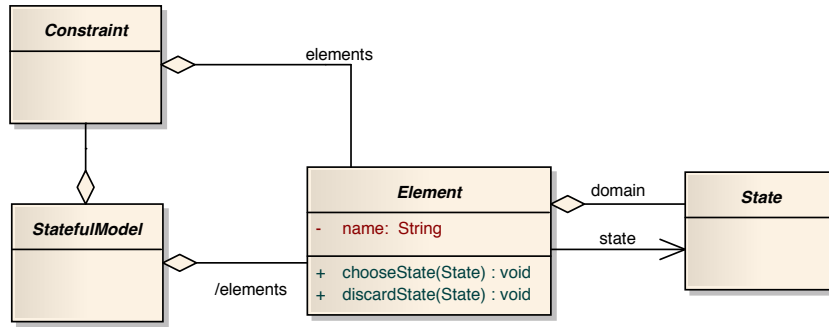 Constraint
elements
Element
- name: String
+ chooseState(State) : void
+ discardState(State) : void
domain
State
state
StatefulModel
/elements